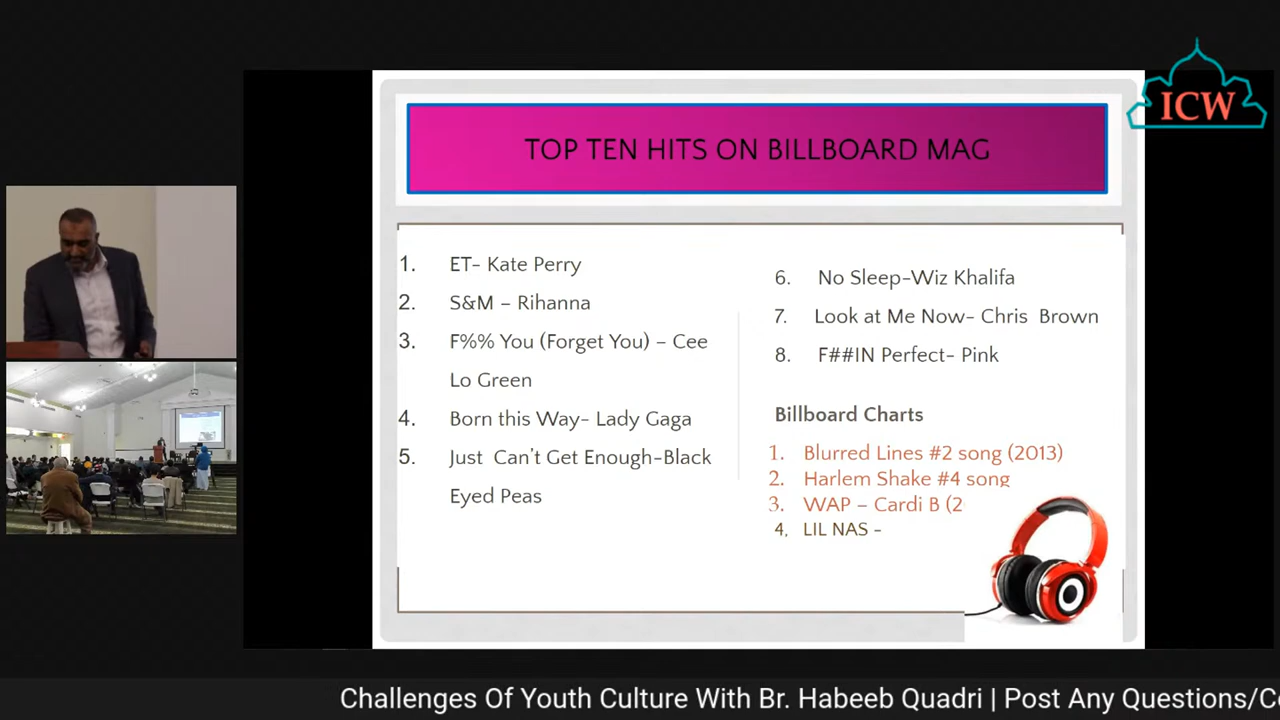 ICW
TOP TEN HITS ON BILLBOARD MAG
1. ET- Kate Perry
2. S&M – Rihanna
3. F%% You (Forget You) – Cee
Lo Green
4. Born this Way- Lady Gaga
5. Just Can't Get Enough-Black
Eyed Peas
6. No Sleep-Wiz Khalifa
7. Look at Me Now- Chris Brown
8. F##IN Perfect- Pink
Billboard Charts
1. Blurred Lines #2 song (2013)
2. Harlem Shake #4 song
3. WAP – Cardi B (2
4, LIL NAS -
Challenges Of Youth Culture With Br. Habeeb Quadri | Post Any Questions/C